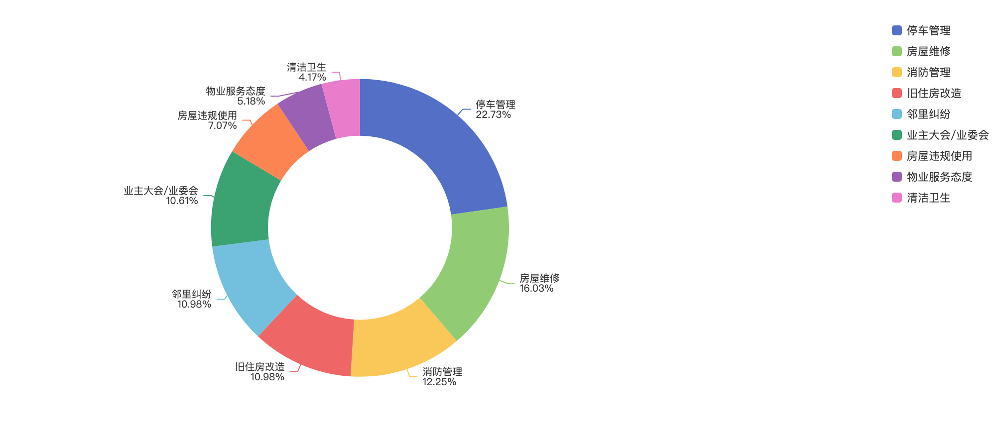 清洁卫生
4.17%
物业服务态度
5.18%
房屋违规使用
7.07%
业主大会/业委会
10.61%
邻里纠纷
10.98%
旧住房改造
10.98%
停车管理
22.73%
房屋维修
16.03%
消防管理
12.25%
停车管理
房屋维修
消防管理
旧住房改造
邻里纠纷
业主大会/业委会
房屋违规使用
物业服务态度
清洁卫生